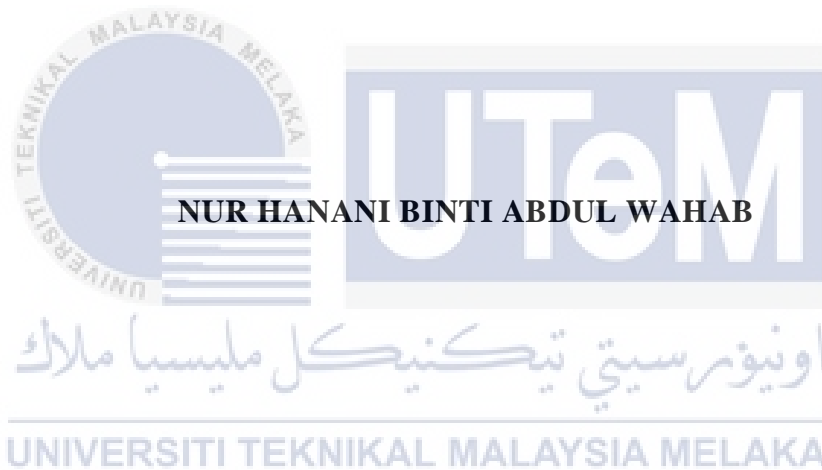 UNIVERSITI TEKNIKAL MALAYSIA MELAKA
UTeM
NUR HANANI BINTI ABDUL WAHAB
اونيۏرسيتي تيكنيكل مليسيا ملاك
UNIVERSITI TEKNIKAL MALAYSIA MELAKA